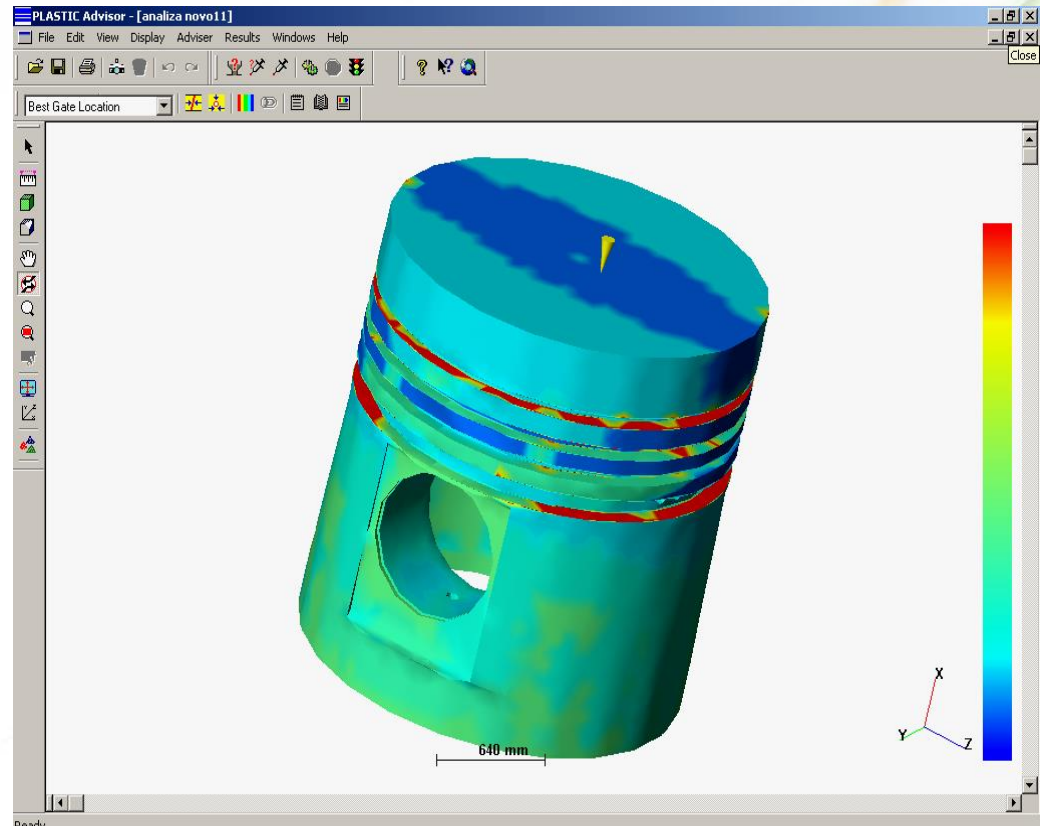 PLASTIC Advisor - [analiza novo11]
File Edit View Display Adviser Results Windows Help
Close
Best Gate Location
X
Y
Z
640 mm
Ready